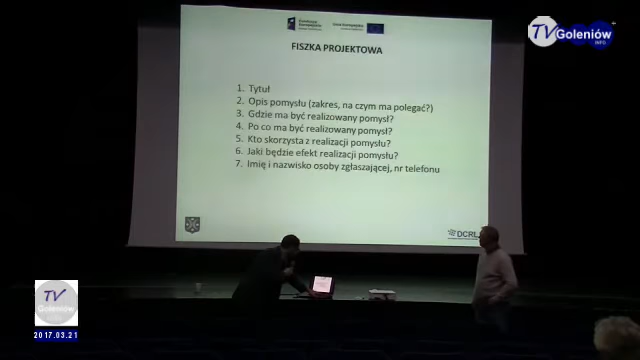 TV
Goleniów
INFO
FISZKA PROJEKTOWA
1. Tytuł
2. Opis pomysłu (zakres, na czym ma polegać?)
3. Gdzie ma być realizowany pomysł?
4. Po co ma być realizowany pomysł?
5. Kto skorzysta z realizacji pomysłu?
6. Jaki będzie efekt realizacji pomysłu?
7. Imię i nazwisko osoby zgłaszającej, nr telefonu
DCRL
TV
Goleniów
2017.03.21